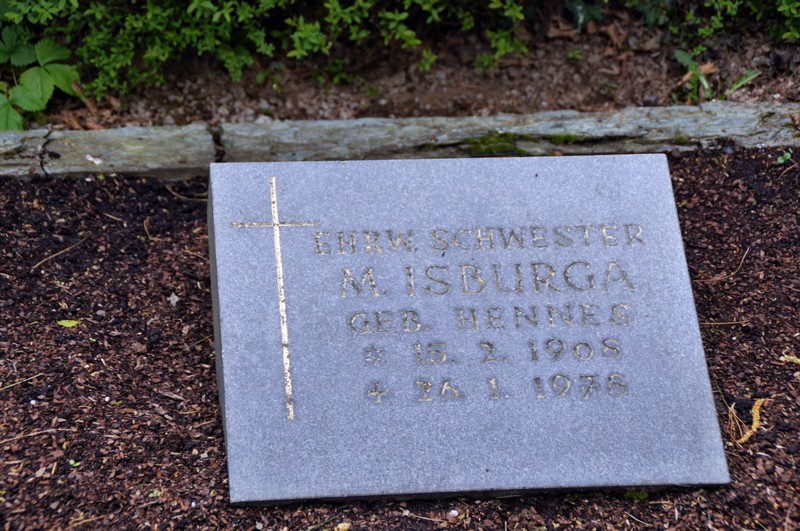 EHRW. SCHWESTER
M. ISBURGA
GEB. HENNES
* 15. 2. 1908
+ 26. 1. 1978